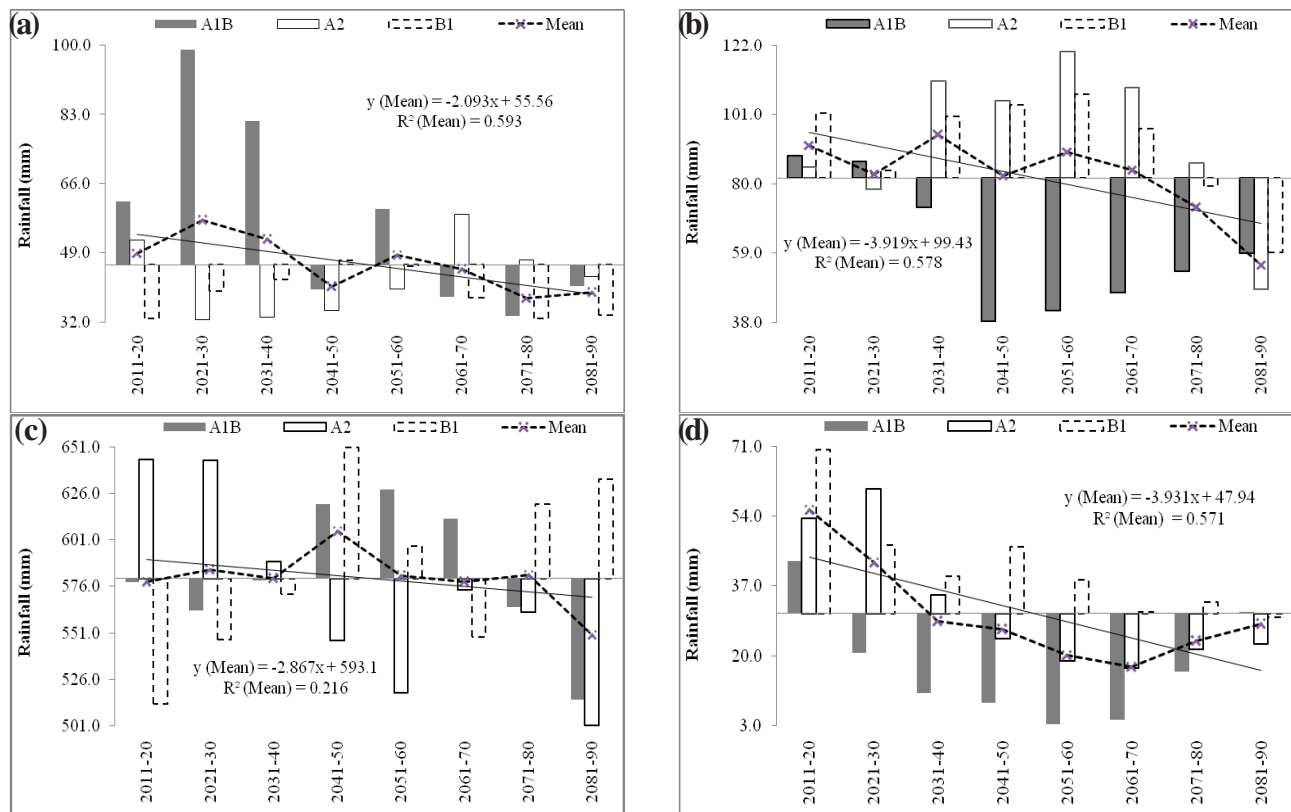 (a)
A1B A2 B1 Mean
100.0
83.0
66.0
49.0
32.0
Rainfall (mm)
y (Mean) = -2.093x + 55.56
R² (Mean) = 0.593
2011-20 2021-30 2031-40 2041-50 2051-60 2061-70 2071-80 2081-90
(b)
A1B A2 B1 Mean
122.0
101.0
80.0
59.0
38.0
Rainfall (mm)
y (Mean) = -3.919x + 99.43
R² (Mean) = 0.578
2011-20 2021-30 2031-40 2041-50 2051-60 2061-70 2071-80 2081-90
(c)
A1B A2 B1 Mean
651.0
626.0
601.0
576.0
551.0
526.0
501.0
Rainfall (mm)
y (Mean) = -2.867x + 593.1
R² (Mean) = 0.216
2011-20 2021-30 2031-40 2041-50 2051-60 2061-70 2071-80 2081-90
(d)
A1B A2 B1 Mean
71.0
54.0
37.0
20.0
3.0
Rainfall (mm)
y (Mean) = -3.931x + 47.94
R² (Mean) = 0.571
2011-20 2021-30 2031-40 2041-50 2051-60 2061-70 2071-80 2081-90